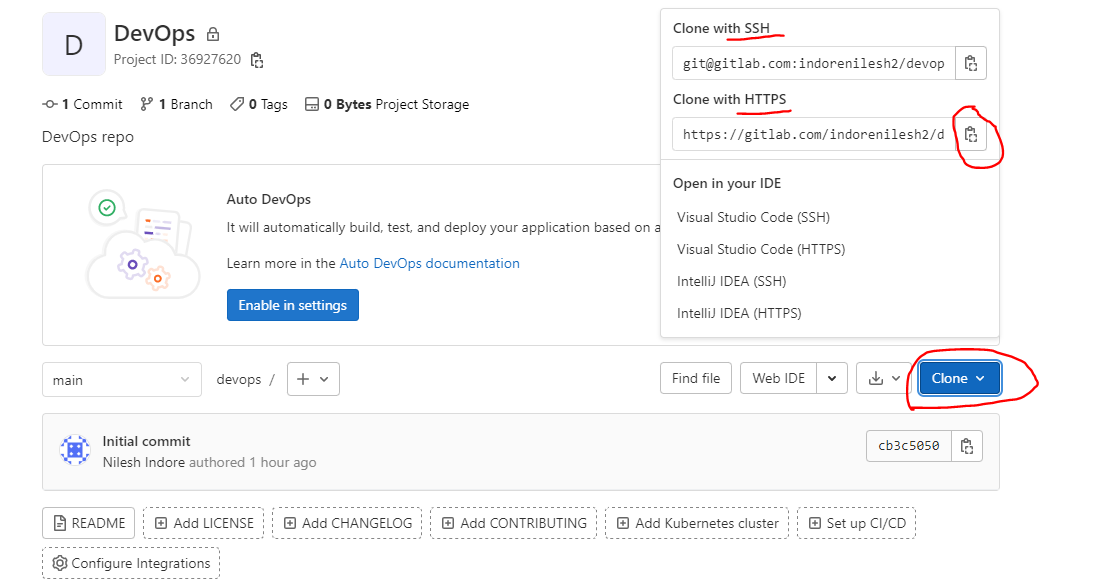 D
DevOps
Project ID: 36927620
1 Commit 1 Branch 0 Tags 0 Bytes Project Storage
DevOps repo
Auto DevOps
It will automatically build, test, and deploy your application based on a
Learn more in the Auto DevOps documentation
Enable in settings
Clone with SSH
git@gitlab.com:indorenilesh2/devop
Clone with HTTPS
https://gitlab.com/indorenilesh2/d
Open in your IDE
Visual Studio Code (SSH)
Visual Studio Code (HTTPS)
IntelliJ IDEA (SSH)
IntelliJ IDEA (HTTPS)
main devops / + Find file Web IDE Clone
Initial commit
Nilesh Indore authored 1 hour ago
cb3c5050
README Add LICENSE Add CHANGELOG Add CONTRIBUTING Add Kubernetes cluster Set up CI/CD
Configure Integrations